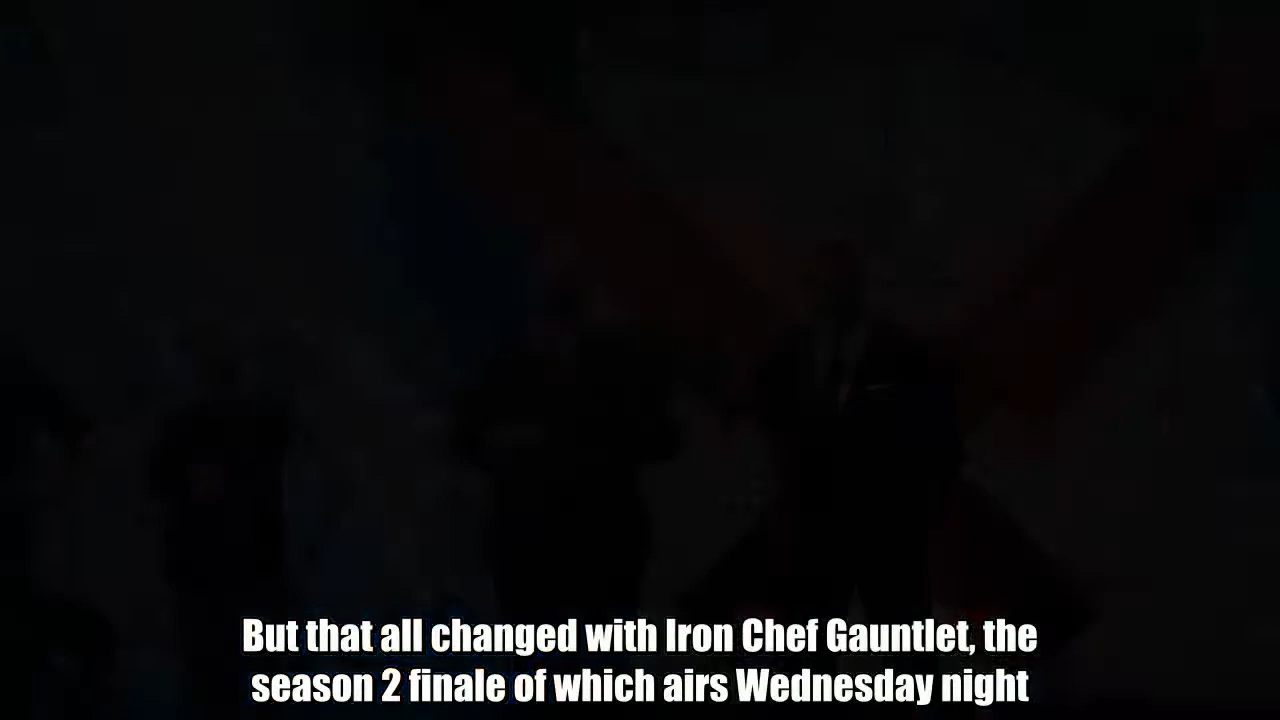 But that all changed with Iron Chef Gauntlet, the
season 2 finale of which airs Wednesday night